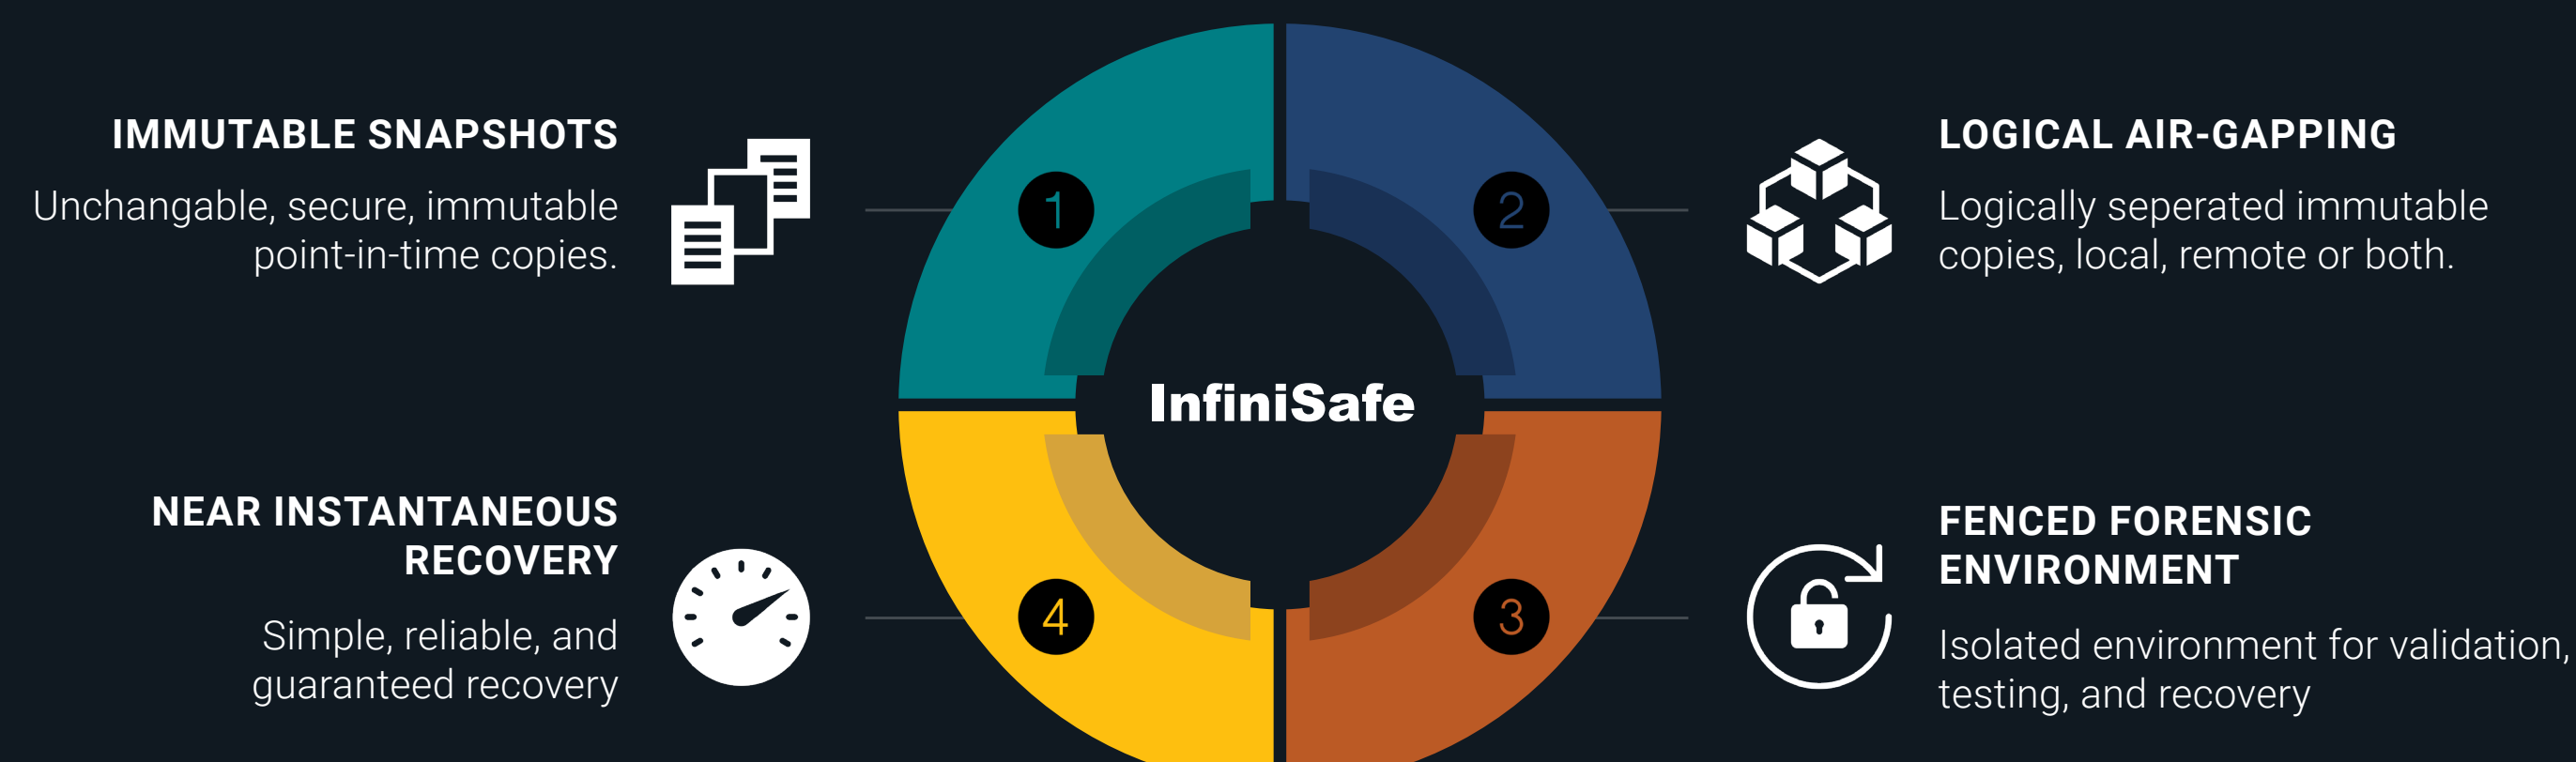 IMMUTABLE SNAPSHOTS
Unchangable, secure, immutable
point-in-time copies.
1
2
LOGICAL AIR-GAPPING
Logically seperated immutable
copies, local, remote or both.
InfiniSafe
NEAR INSTANTANEOUS
RECOVERY
Simple, reliable, and
guaranteed recovery
4
3
FENCED FORENSIC
ENVIRONMENT
Isolated environment for validation,
testing, and recovery